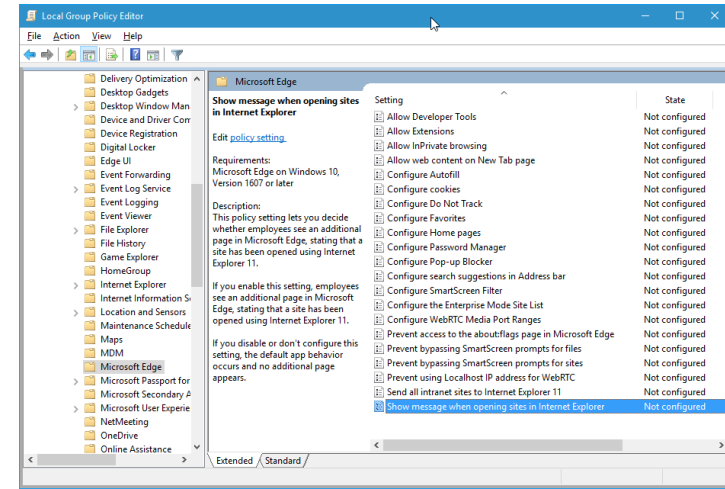 Local Group Policy Editor
File Action View Help
Delivery Optimization
Desktop Gadgets
Desktop Window Man
Device and Driver Com
Device Registration
Digital Locker
Edge UI
Event Forwarding
Event Log Service
Event Logging
Event Viewer
File Explorer
File History
Game Explorer
HomeGroup
Internet Explorer
Internet Information Se
Location and Sensors
Maintenance Schedule
Maps
MDM
Microsoft Edge
Microsoft Passport for
Microsoft Secondary A
Microsoft User Experie
NetMeeting
OneDrive
Online Assistance
Microsoft Edge
Show message when opening sites
in Internet Explorer
Edit policy setting
Requirements:
Microsoft Edge on Windows 10,
Version 1607 or later
Description:
This policy setting lets you decide
whether employees see an additional
page in Microsoft Edge, stating that a
site has been opened using Internet
Explorer 11.
If you enable this setting, employees
see an additional page in Microsoft
Edge, stating that a site has been
opened using Internet Explorer 11.
If you disable or don't configure this
setting, the default app behavior
occurs and no additional page
appears.
Setting State
Allow Developer Tools Not configured
Allow Extensions Not configured
Allow InPrivate browsing Not configured
Allow web content on New Tab page Not configured
Configure Autofill Not configured
Configure cookies Not configured
Configure Do Not Track Not configured
Configure Favorites Not configured
Configure Home pages Not configured
Configure Password Manager Not configured
Configure Pop-up Blocker Not configured
Configure search suggestions in Address bar Not configured
Configure SmartScreen Filter Not configured
Configure the Enterprise Mode Site List Not configured
Configure WebRTC Media Port Ranges Not configured
Prevent access to the about:flags page in Microsoft Edge Not configured
Prevent bypassing SmartScreen prompts for files Not configured
Prevent bypassing SmartScreen prompts for sites Not configured
Prevent using Localhost IP address for WebRTC Not configured
Send all intranet sites to Internet Explorer 11 Not configured
Show message when opening sites in Internet Explorer Not configured
Extended Standard